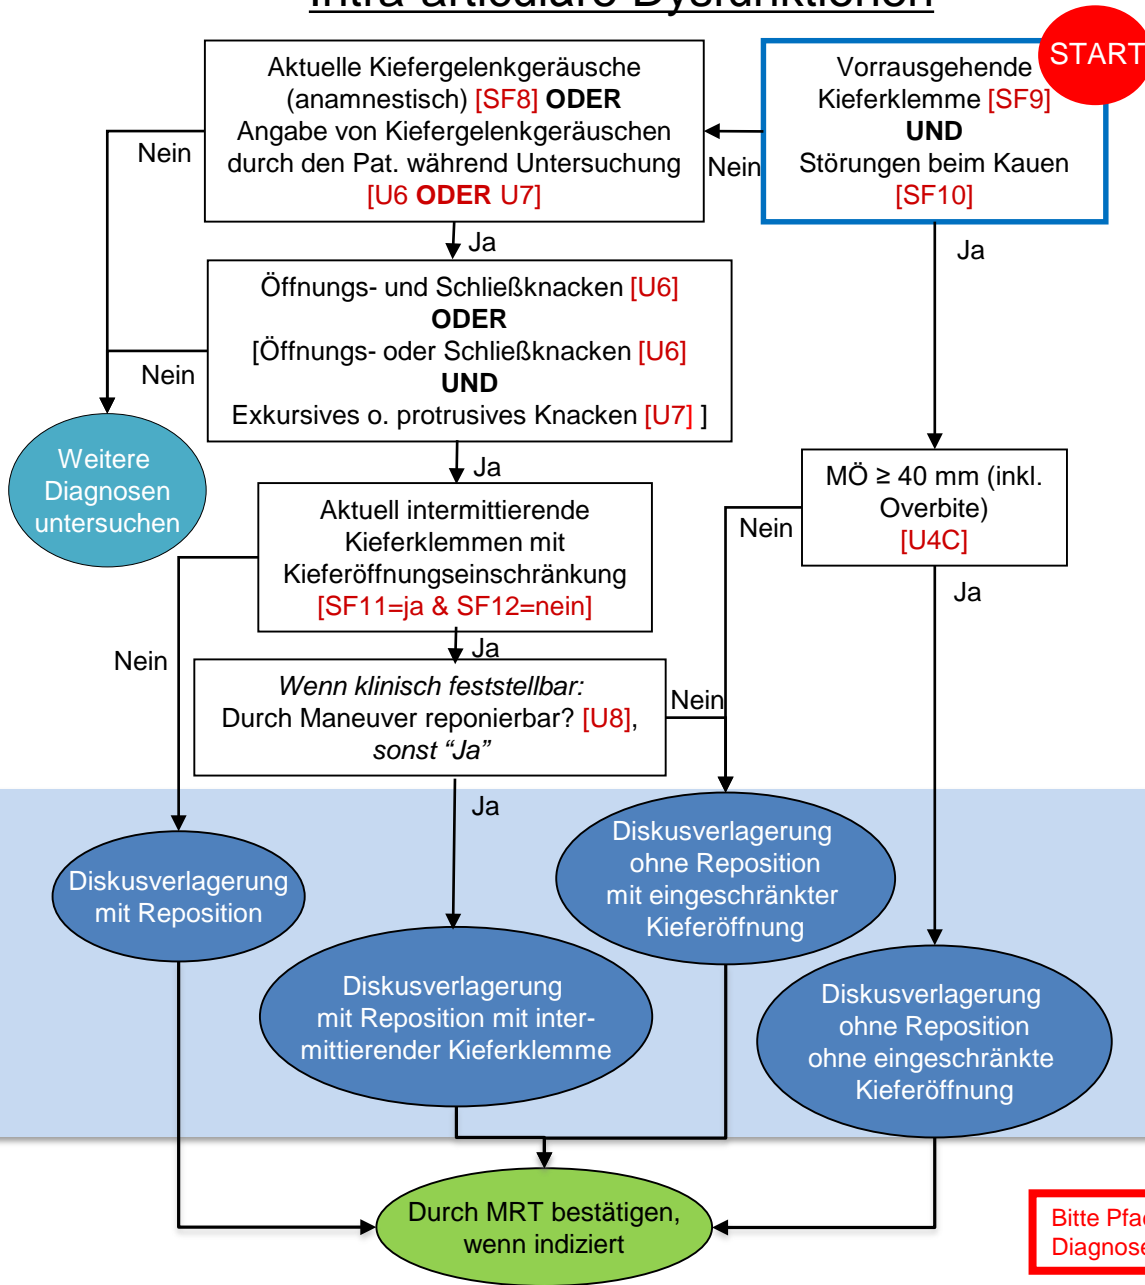 Intra-artikuläre Dysfunktionen
START
Vorrausgehende
Kieferklemme [SF9]
UND
Störungen beim Kauen
[SF10]
Nein
Ja
Aktuelle Kiefergelenkgeräusche
(anamnestisch) [SF8] ODER
Angabe von Kiefergelenkgeräuschen
durch den Pat. während Untersuchung
[U6 ODER U7]
Nein
Ja
Öffnungs- und Schließknacken [U6]
ODER
[Öffnungs- oder Schließknacken [U6]
UND
Exkursives o. protrusives Knacken [U7] ]
Nein
Ja
Weitere
Diagnosen
untersuchen
Aktuell intermittierende
Kieferklemmen mit
Kieferöffnungseinschränkung
[SF11=ja & SF12=nein]
Nein
Ja
MÖ ≥ 40 mm (inkl.
Overbite)
[U4C]
Nein
Ja
Wenn klinisch feststellbar:
Durch Maneuver reponierbar? [U8],
sonst “Ja”
Nein
Ja
Diskusverlagerung
mit Reposition
Diskusverlagerung
mit Reposition mit inter-
mittierender Kieferklemme
Diskusverlagerung
ohne Reposition
mit eingeschränkter
Kieferöffnung
Diskusverlagerung
ohne Reposition
ohne eingeschränkte
Kieferöffnung
Durch MRT bestätigen,
wenn indiziert
Bitte